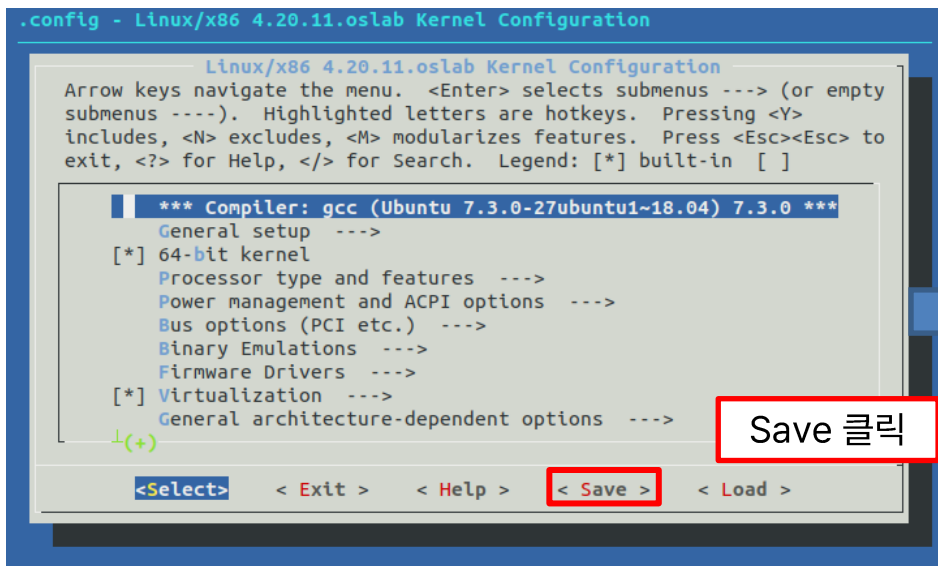 .config - Linux/x86 4.20.11.oslab Kernel Configuration
Linux/x86 4.20.11.oslab Kernel Configuration
Arrow keys navigate the menu.  <Enter> selects submenus ---> (or empty
submenus ----).  Highlighted letters are hotkeys.  Pressing <Y>
includes, <N> excludes, <M> modularizes features.  Press <Esc><Esc> to
exit, <?> for Help, </> for Search.  Legend: [*] built-in  [ ]
*** Compiler: gcc (Ubuntu 7.3.0-27ubuntu1~18.04) 7.3.0 ***
General setup  --->
[*] 64-bit kernel
Processor type and features  --->
Power management and ACPI options  --->
Bus options (PCI etc.)  --->
Binary Emulations  --->
Firmware Drivers  --->
[*] Virtualization  --->
General architecture-dependent options  --->
┴(+)
Save 클릭
<Select>    < Exit >    < Help >    < Save >    < Load >